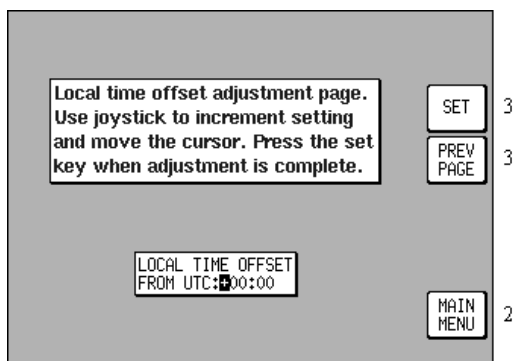 Local time offset adjustment page.
Use joystick to increment setting
and move the cursor. Press the set
key when adjustment is complete.
SET
3
PREV
PAGE
3
LOCAL TIME OFFSET
FROM UTC:+00:00
MAIN
MENU
2